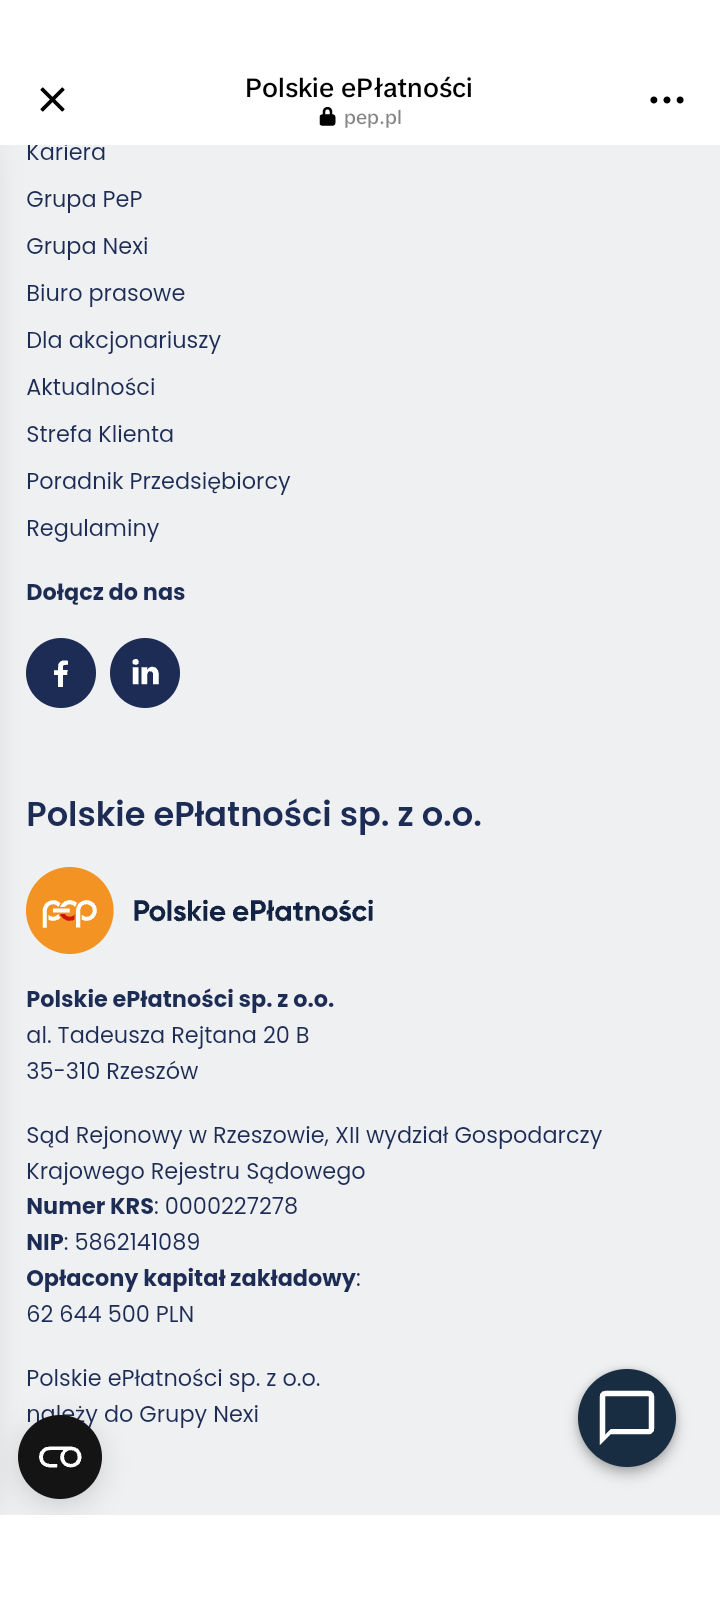 Polskie ePłatności
pep.pl
Kariera
Grupa PeP
Grupa Nexi
Biuro prasowe
Dla akcjonariuszy
Aktualności
Strefa Klienta
Poradnik Przedsiębiorcy
Regulaminy
Dołącz do nas
f in
Polskie ePłatności sp. z o.o.
pep Polskie ePłatności
Polskie ePłatności sp. z o.o.
al. Tadeusza Rejtana 20 B
35-310 Rzeszów
Sąd Rejonowy w Rzeszowie, XII wydział Gospodarczy
Krajowego Rejestru Sądowego
Numer KRS: 0000227278
NIP: 5862141089
Opłacony kapitał zakładowy:
62 644 500 PLN
Polskie ePłatności sp. z o.o.
należy do Grupy Nexi